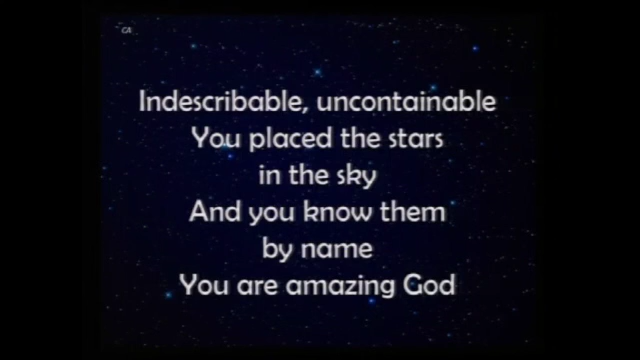 CA
Indescribable, uncontainable
You placed the stars
in the sky
And you know them
by name
You are amazing God